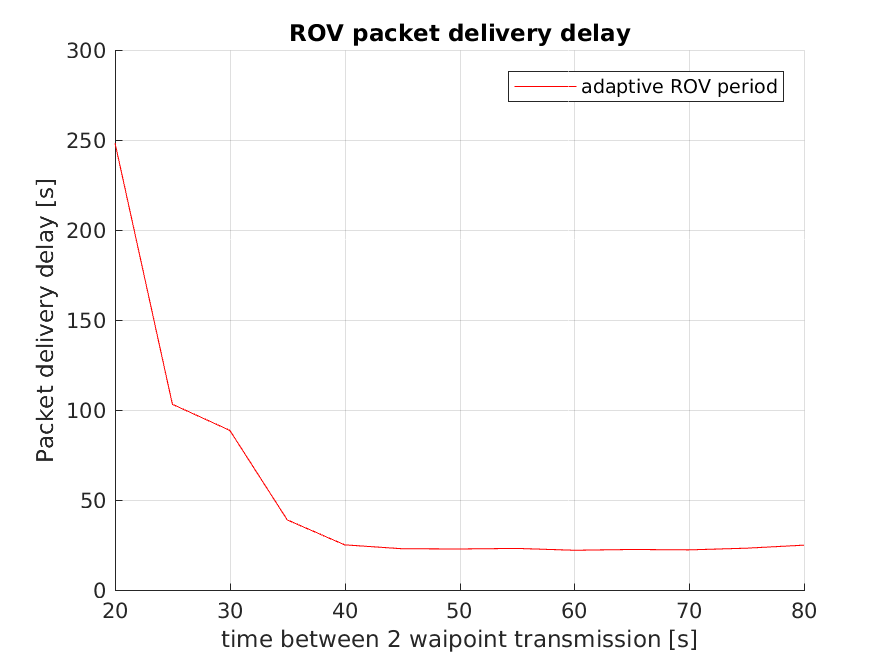 ROV packet delivery delay
adaptive ROV period
Packet delivery delay [s]
300
250
200
150
100
50
0
20 30 40 50 60 70 80
time between 2 waipoint transmission [s]